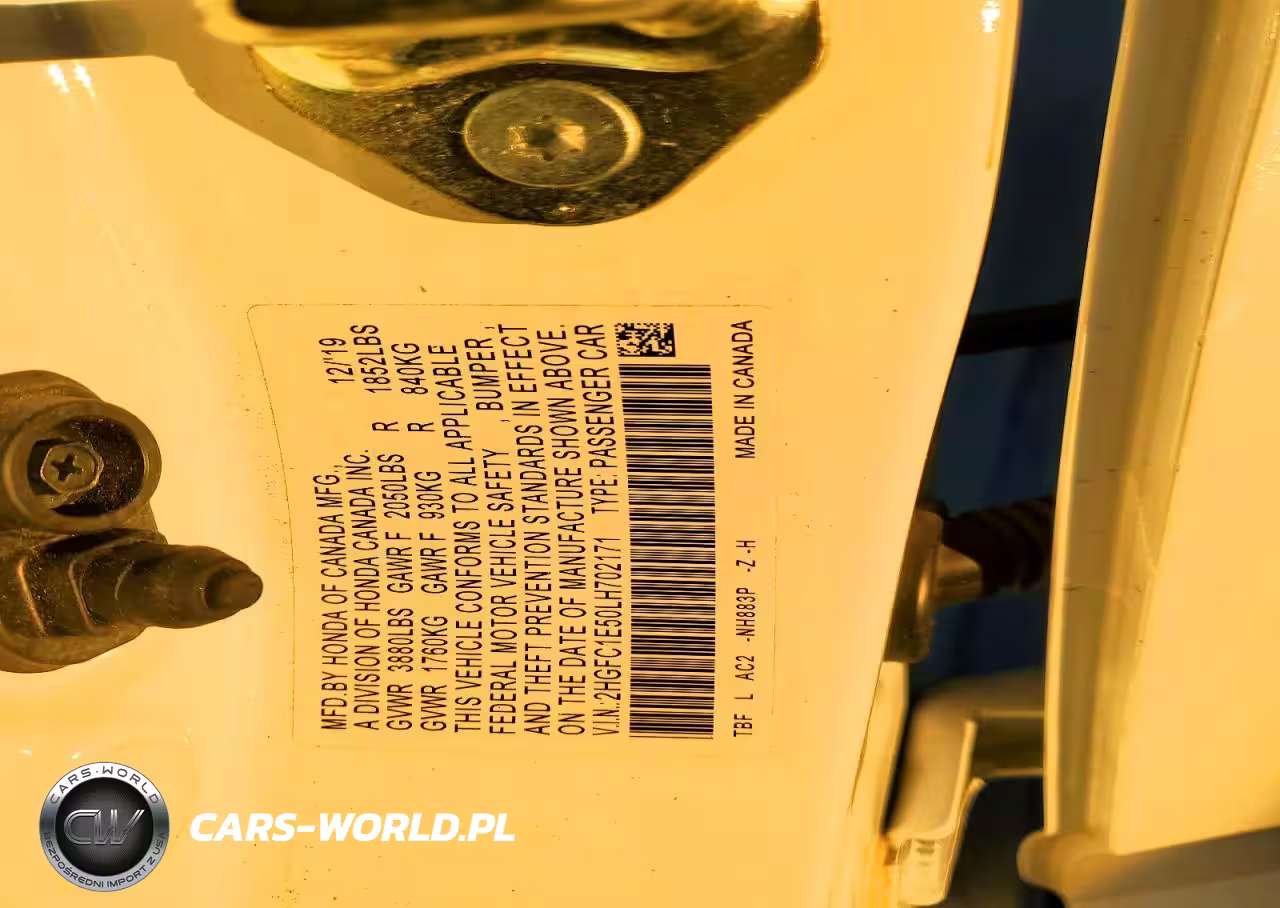 MFD.BY HONDA OF CANADA MFG., 12/'19
A DIVISION OF HONDA CANADA INC.
GVWR 3880LBS GAWR F 2050LBS R 1852LBS
GVWR 1760KG GAWR F 930KG R 840KG
THIS VEHICLE CONFORMS TO ALL APPLICABLE
FEDERAL MOTOR VEHICLE SAFETY , BUMPER ,
AND THEFT PREVENTION STANDARDS IN EFFECT
ON THE DATE OF MANUFACTURE SHOWN ABOVE.
V.I.N.:2HGFC1E50LH702171 TYPE: PASSENGER CAR
TBF L AC2 -NH883P -Z -H MADE IN CANADA
CARS-WORLD
CW
BEZPOŚREDNI IMPORT Z USA
CARS-WORLD.PL